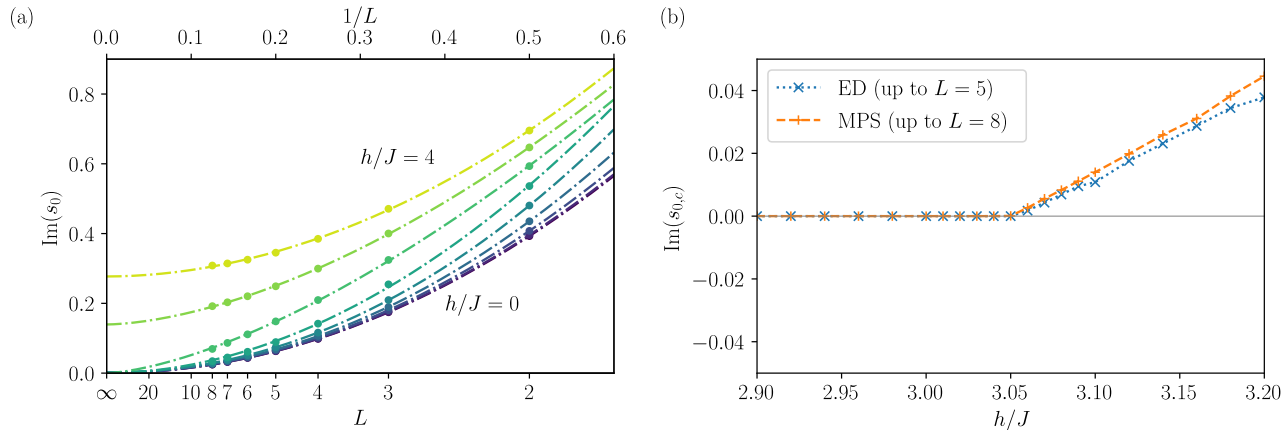 (a)
1/L
0.0 0.1 0.2 0.3 0.4 0.5 0.6
Im(s₀)
0.8
0.6
0.4
0.2
0.0
h/J = 4
h/J = 0
∞ 20 10 8 7 6 5 4 3 2
L
(b)
ED (up to L = 5)
MPS (up to L = 8)
Im(s₀,c)
0.04
0.02
0.00
−0.02
−0.04
2.90 2.95 3.00 3.05 3.10 3.15 3.20
h/J